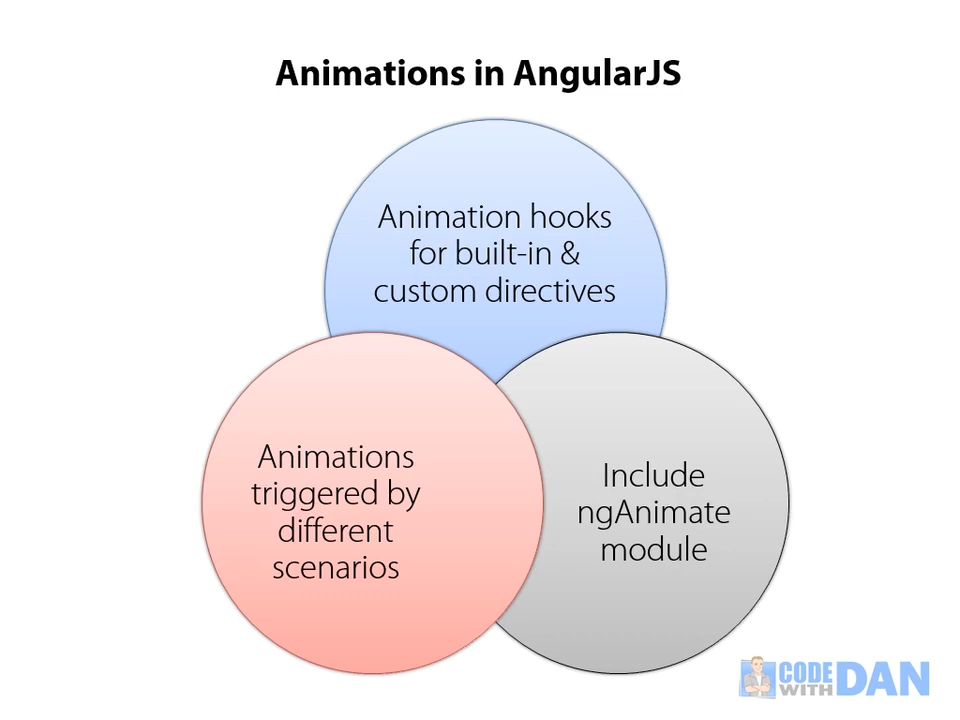 Animations in AngularJS
Animation hooks
for built-in &
custom directives
Animations
triggered by
different
scenarios
Include
ngAnimate
module
CODE
WITH
DAN